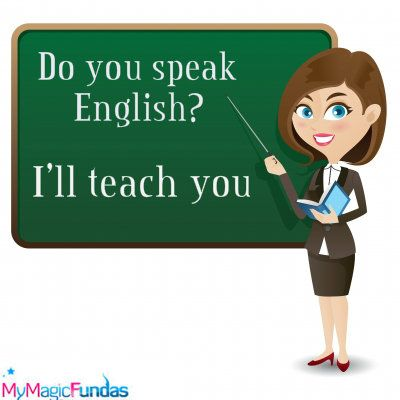 Do you speak
English?
I'll teach you
MyMagicFundas